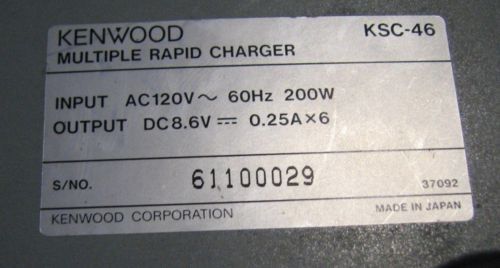 KENWOOD KSC-46
MULTIPLE RAPID CHARGER
INPUT AC120V～ 60Hz 200W
OUTPUT DC8.6V⎓ 0.25A×6
S/NO. 61100029 37092
KENWOOD CORPORATION MADE IN JAPAN